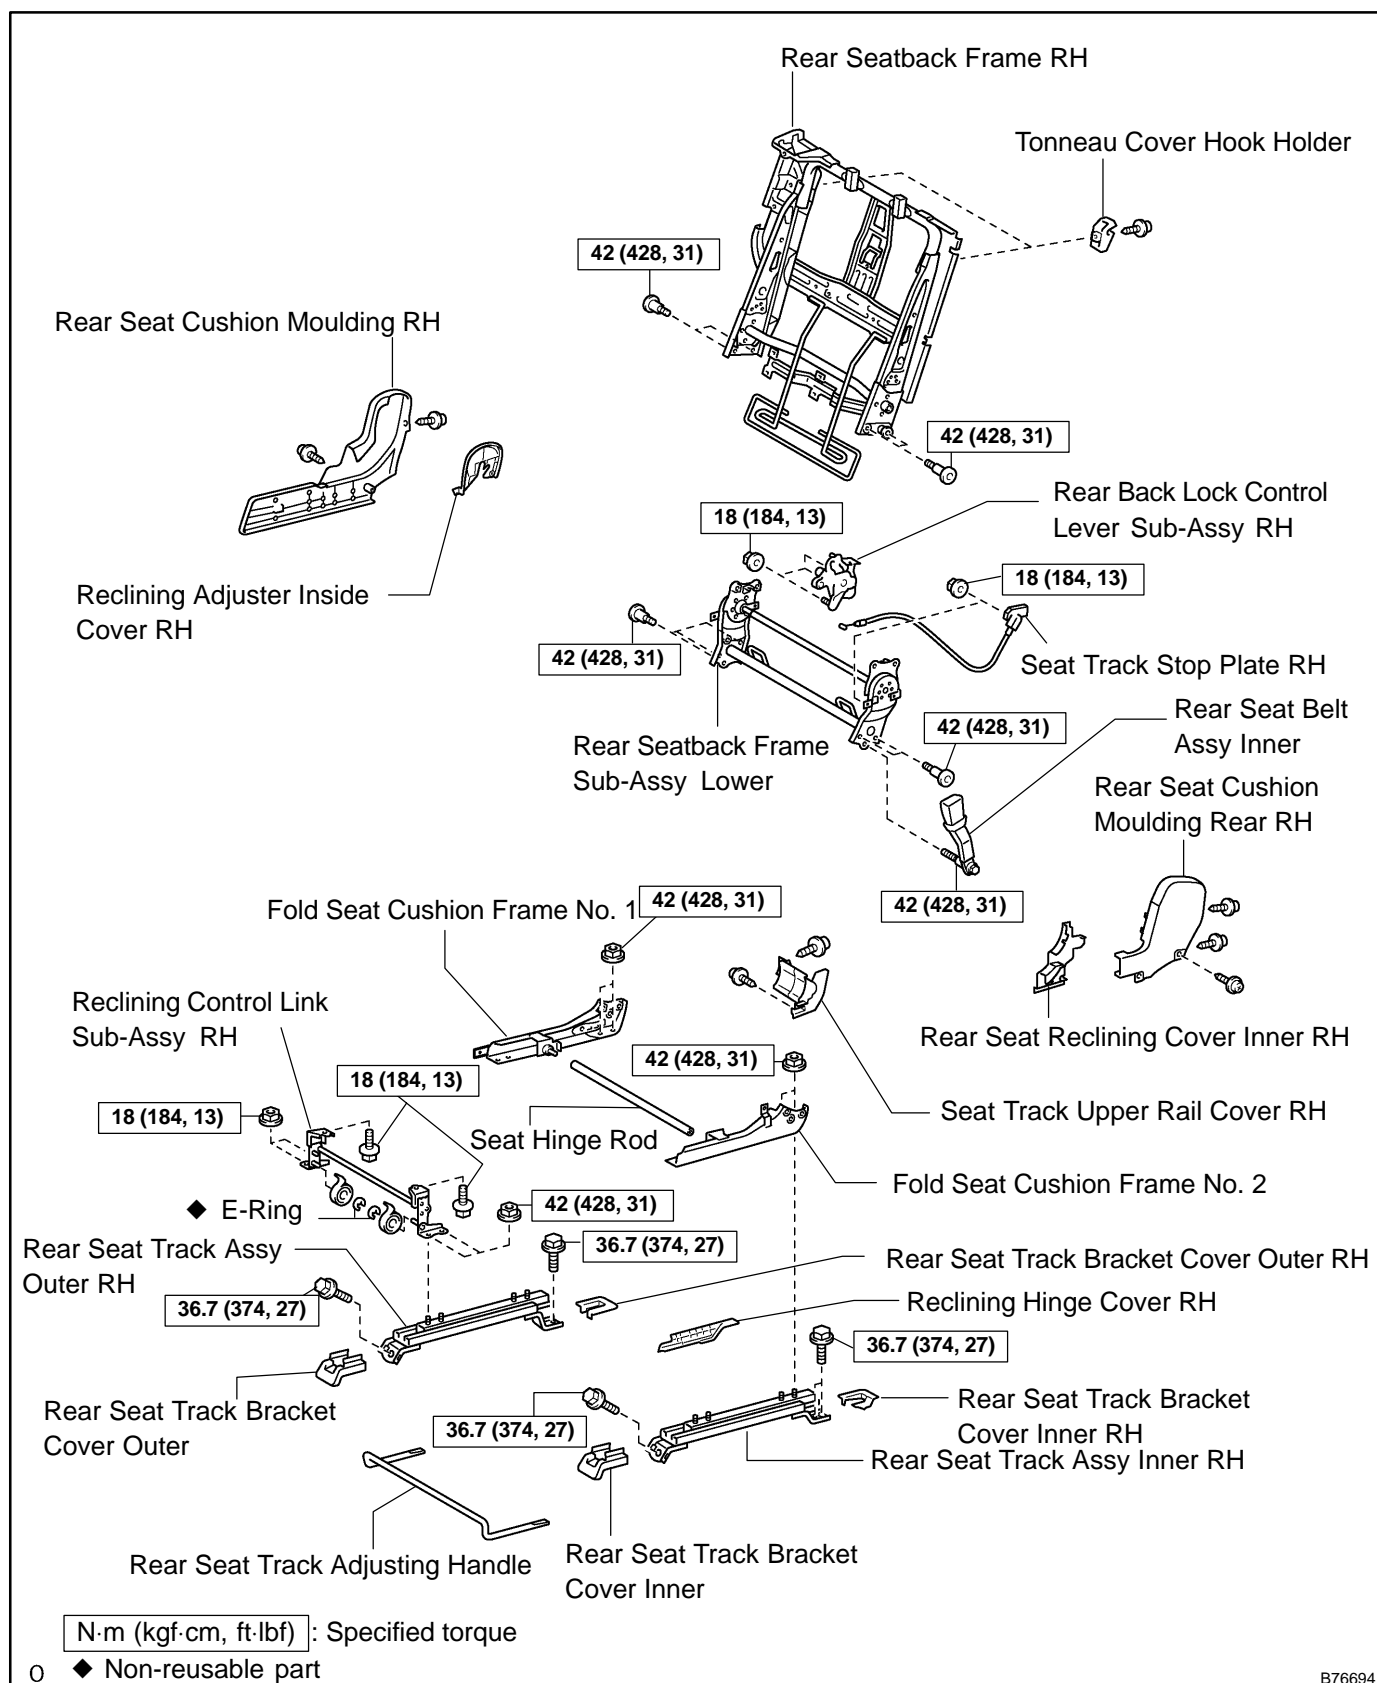 Rear Seatback Frame RH
Tonneau Cover Hook Holder
42 (428, 31)
Rear Seat Cushion Moulding RH
42 (428, 31)
Rear Back Lock Control
Lever Sub-Assy RH
18 (184, 13)
18 (184, 13)
Reclining Adjuster Inside
Cover RH
42 (428, 31)
Seat Track Stop Plate RH
Rear Seat Belt
Assy Inner
42 (428, 31)
Rear Seatback Frame
Sub-Assy Lower
Rear Seat Cushion
Moulding Rear RH
42 (428, 31)
Fold Seat Cushion Frame No. 1
42 (428, 31)
Reclining Control Link
Sub-Assy RH
Rear Seat Reclining Cover Inner RH
42 (428, 31)
18 (184, 13)
18 (184, 13)
Seat Track Upper Rail Cover RH
Seat Hinge Rod
Fold Seat Cushion Frame No. 2
◆ E-Ring
42 (428, 31)
36.7 (374, 27)
Rear Seat Track Assy
Outer RH
Rear Seat Track Bracket Cover Outer RH
36.7 (374, 27)
Reclining Hinge Cover RH
36.7 (374, 27)
Rear Seat Track Bracket
Cover Outer
36.7 (374, 27)
Rear Seat Track Bracket
Cover Inner RH
Rear Seat Track Assy Inner RH
Rear Seat Track Adjusting Handle
Rear Seat Track Bracket
Cover Inner
N·m (kgf·cm, ft·lbf) : Specified torque
O ◆ Non-reusable part
B76694